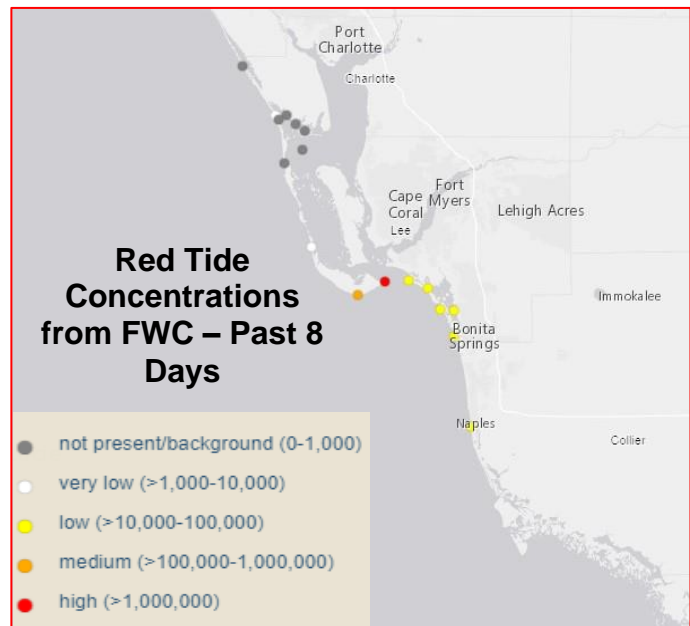 Port
Charlotte
Charlotte
Fort
Myers
Cape
Coral
Lee
Lehigh Acres
Immokalee
Bonita
Springs
Naples
Collier
Red Tide
Concentrations
from FWC – Past 8
Days
not present/background (0-1,000)
very low (>1,000-10,000)
low (>10,000-100,000)
medium (>100,000-1,000,000)
high (>1,000,000)